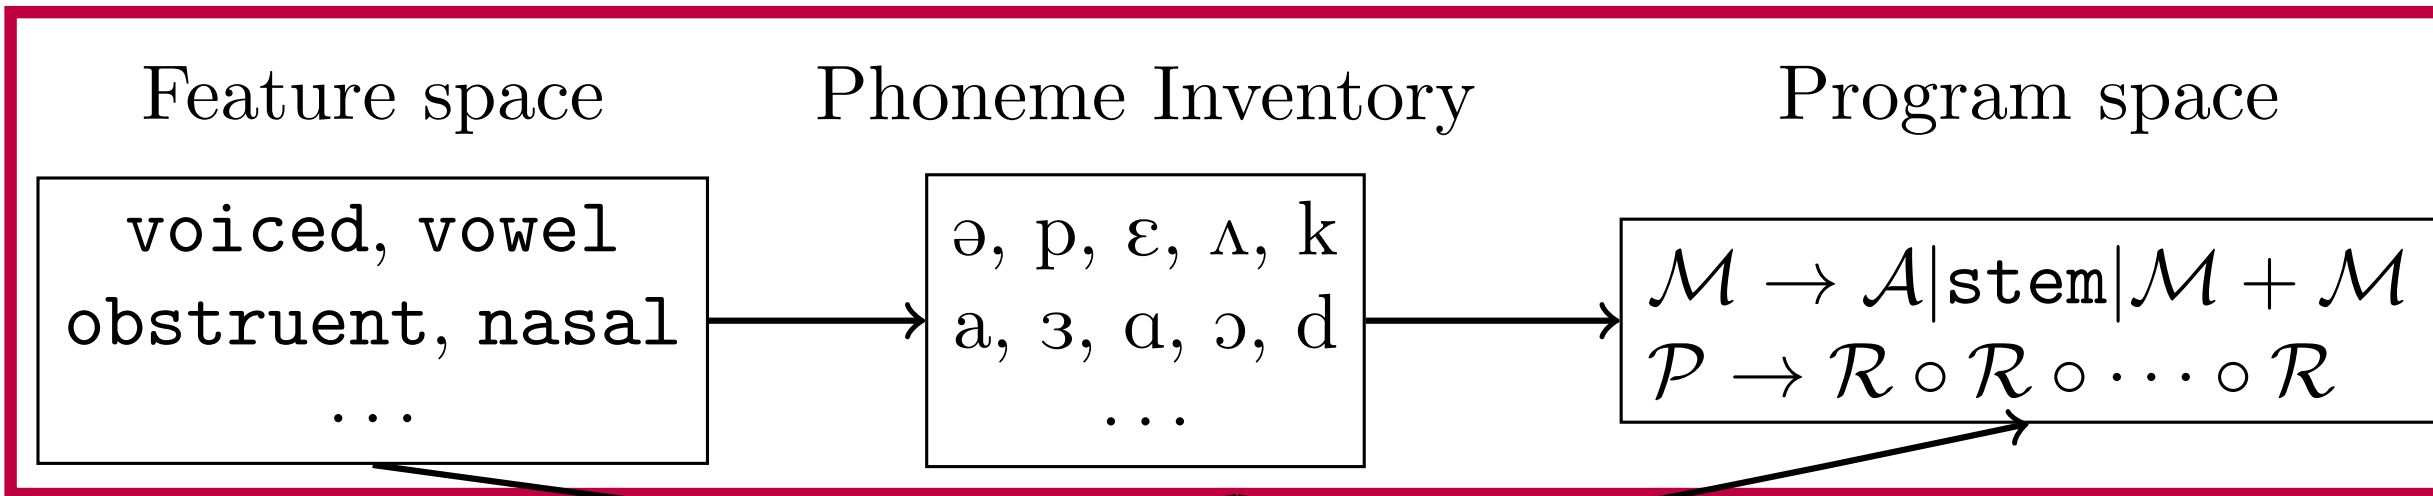 Feature space
voiced, vowel
obstruent, nasal
...
Phoneme Inventory
ə, p, ɛ, ʌ, k
a, ɜ, ɑ, ɔ, d
...
Program space
ℳ → 𝒜|stem|ℳ + ℳ
𝒫 → ℛ ∘ ℛ ∘ ··· ∘ ℛ